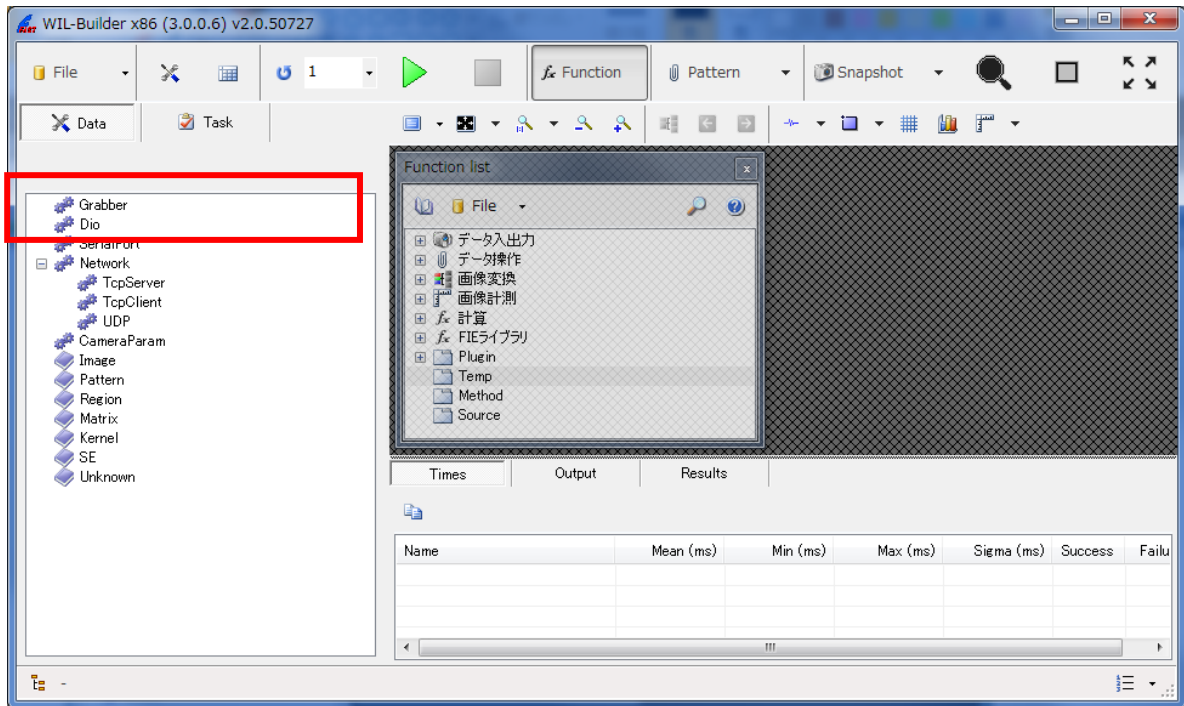 WIL-Builder x86 (3.0.0.6) v2.0.50727
File 1 Function Pattern Snapshot
Data Task
Function list
File
Grabber
Dio
SerialPort
Network
TcpServer
TcpClient
UDP
CameraParam
Image
Pattern
Region
Matrix
Kernel
SE
Unknown
データ入出力
データ操作
画像変換
画像計測
計算
FIEライブラリ
Plugin
Temp
Method
Source
Times Output Results
Name Mean (ms) Min (ms) Max (ms) Sigma (ms) Success Failu
-